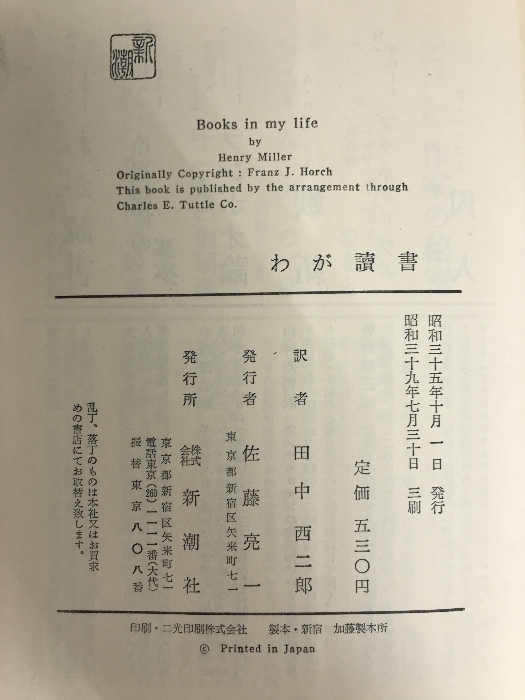 新潮
Books in my life
by
Henry Miller
Originally Copyright : Franz J. Horch
This book is published by the arrangement through
Charles E. Tuttle Co.
わが讀書
昭和三十五年十月一日 発行
昭和三十九年七月三十日 三刷
定価 五三〇円
訳者 田中西二郎
発行者 佐藤亮一
東京都新宿区矢来町七一
発行所 株式会社 新潮社
東京都新宿区矢来町七一
電話東京(260)一一一一番(大代)
振替東京八〇八番
乱丁、落丁のものは本社又はお買求
めの書店にてお取替え致します。
印刷・二光印刷株式会社 製本・新宿 加藤製本所
© Printed in Japan